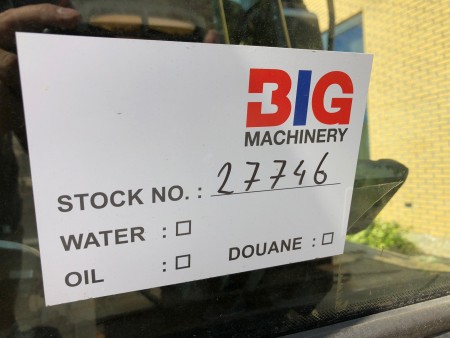 BIG
MACHINERY
STOCK NO. : 27746
WATER : ☐
OIL : ☐ DOUANE : ☐